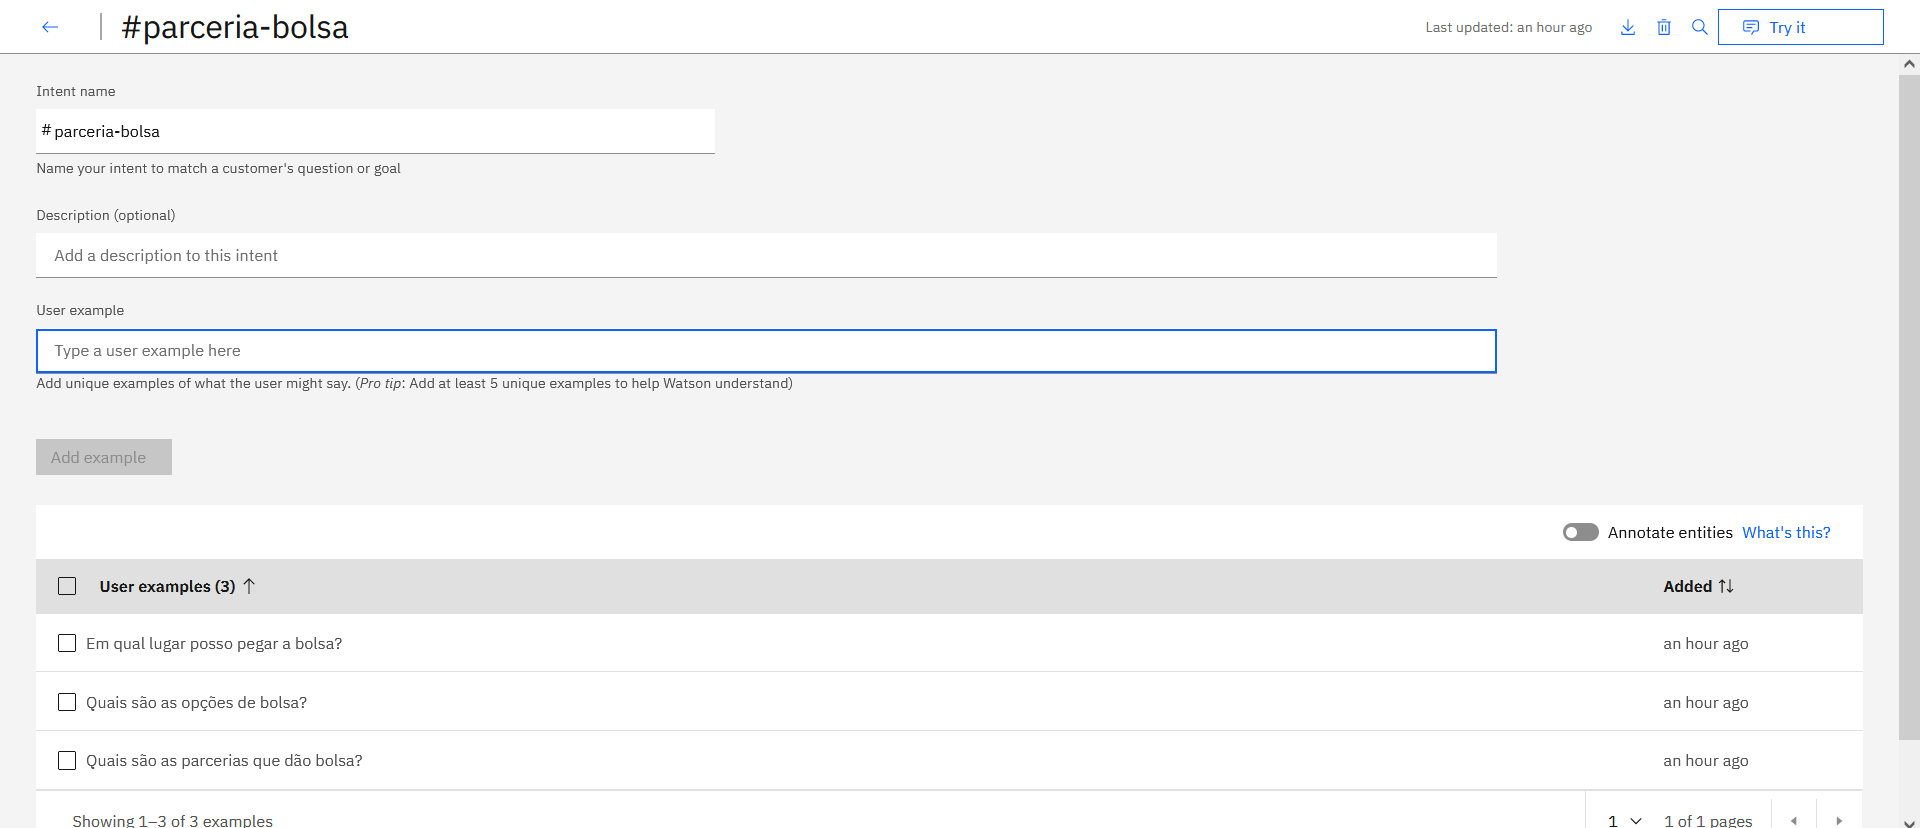 #parceria-bolsa
Last updated: an hour ago
Try it
Intent name
# parceria-bolsa
Name your intent to match a customer's question or goal
Description (optional)
Add a description to this intent
User example
Type a user example here
Add unique examples of what the user might say. (Pro tip: Add at least 5 unique examples to help Watson understand)
Add example
Annotate entities What's this?
User examples (3) Added
Em qual lugar posso pegar a bolsa? an hour ago
Quais são as opções de bolsa? an hour ago
Quais são as parcerias que dão bolsa? an hour ago
Showing 1–3 of 3 examples 1 1 of 1 pages